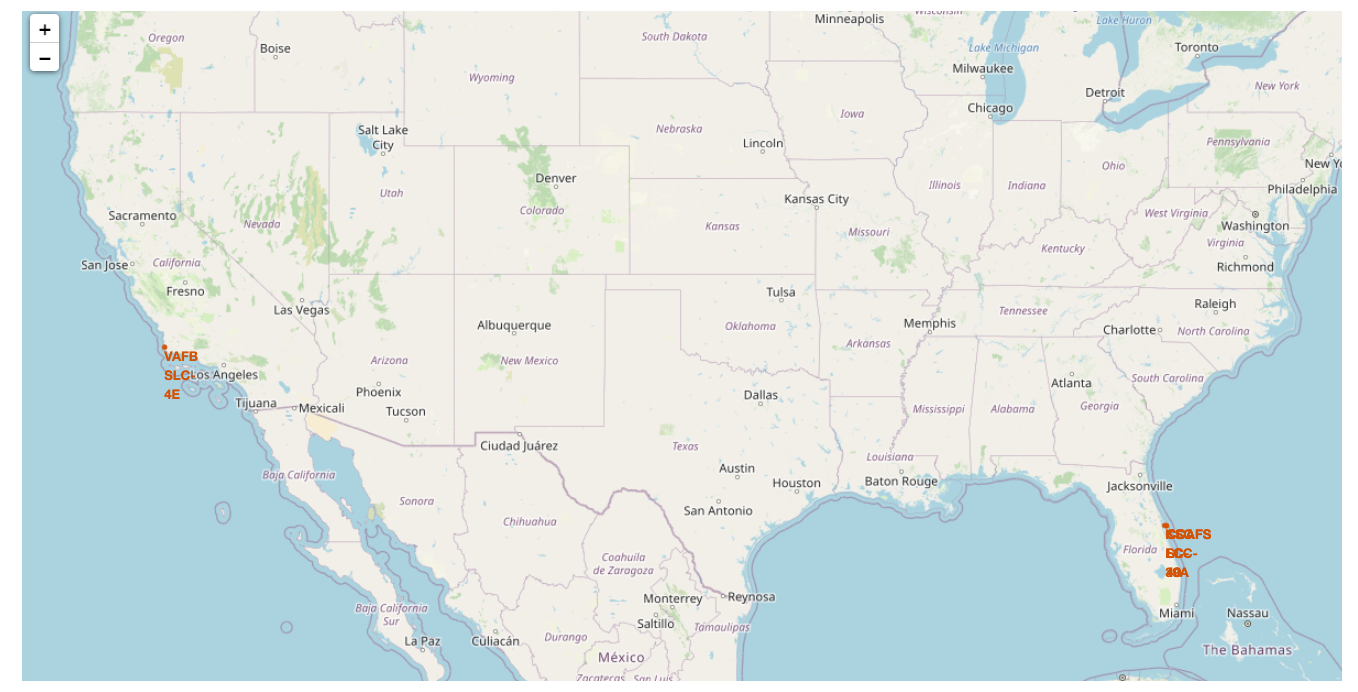 +
−
Oregon
Boise
Wyoming
South Dakota
Minneapolis
Wisconsin
Lake Huron
Toronto
Lake Michigan
Milwaukee
Detroit
New York
Chicago
Iowa
Salt Lake
City
Nebraska
Lincoln
Pennsylvania
New Yo
Ohio
Denver
Utah
Illinois
Indiana
Philadelphia
Kansas City
Colorado
Sacramento
Nevada
Kansas
Missouri
West Virginia
Washington
Kentucky
Virginia
San Jose
California
Richmond
Fresno
Las Vegas
Tulsa
Raleigh
Albuquerque
Oklahoma
Memphis
Tennessee
Charlotte
North Carolina
Arkansas
VAFB
SLC-
4E
Los Angeles
Arizona
New Mexico
Phoenix
Tucson
Dallas
Atlanta
South Carolina
Tijuana
Mexicali
Mississippi
Alabama
Georgia
Ciudad Juárez
Texas
Louisiana
Baja California
Austin
Houston
Baton Rouge
Jacksonville
Sonora
Chihuahua
San Antonio
Florida
Coahuila
de Zaragoza
Baja California
Sur
Monterrey
Reynosa
Miami
Nassau
La Paz
Culiacán
Durango
Saltillo
Tamaulipas
México
The Bahamas
Zacatecas
San Luis